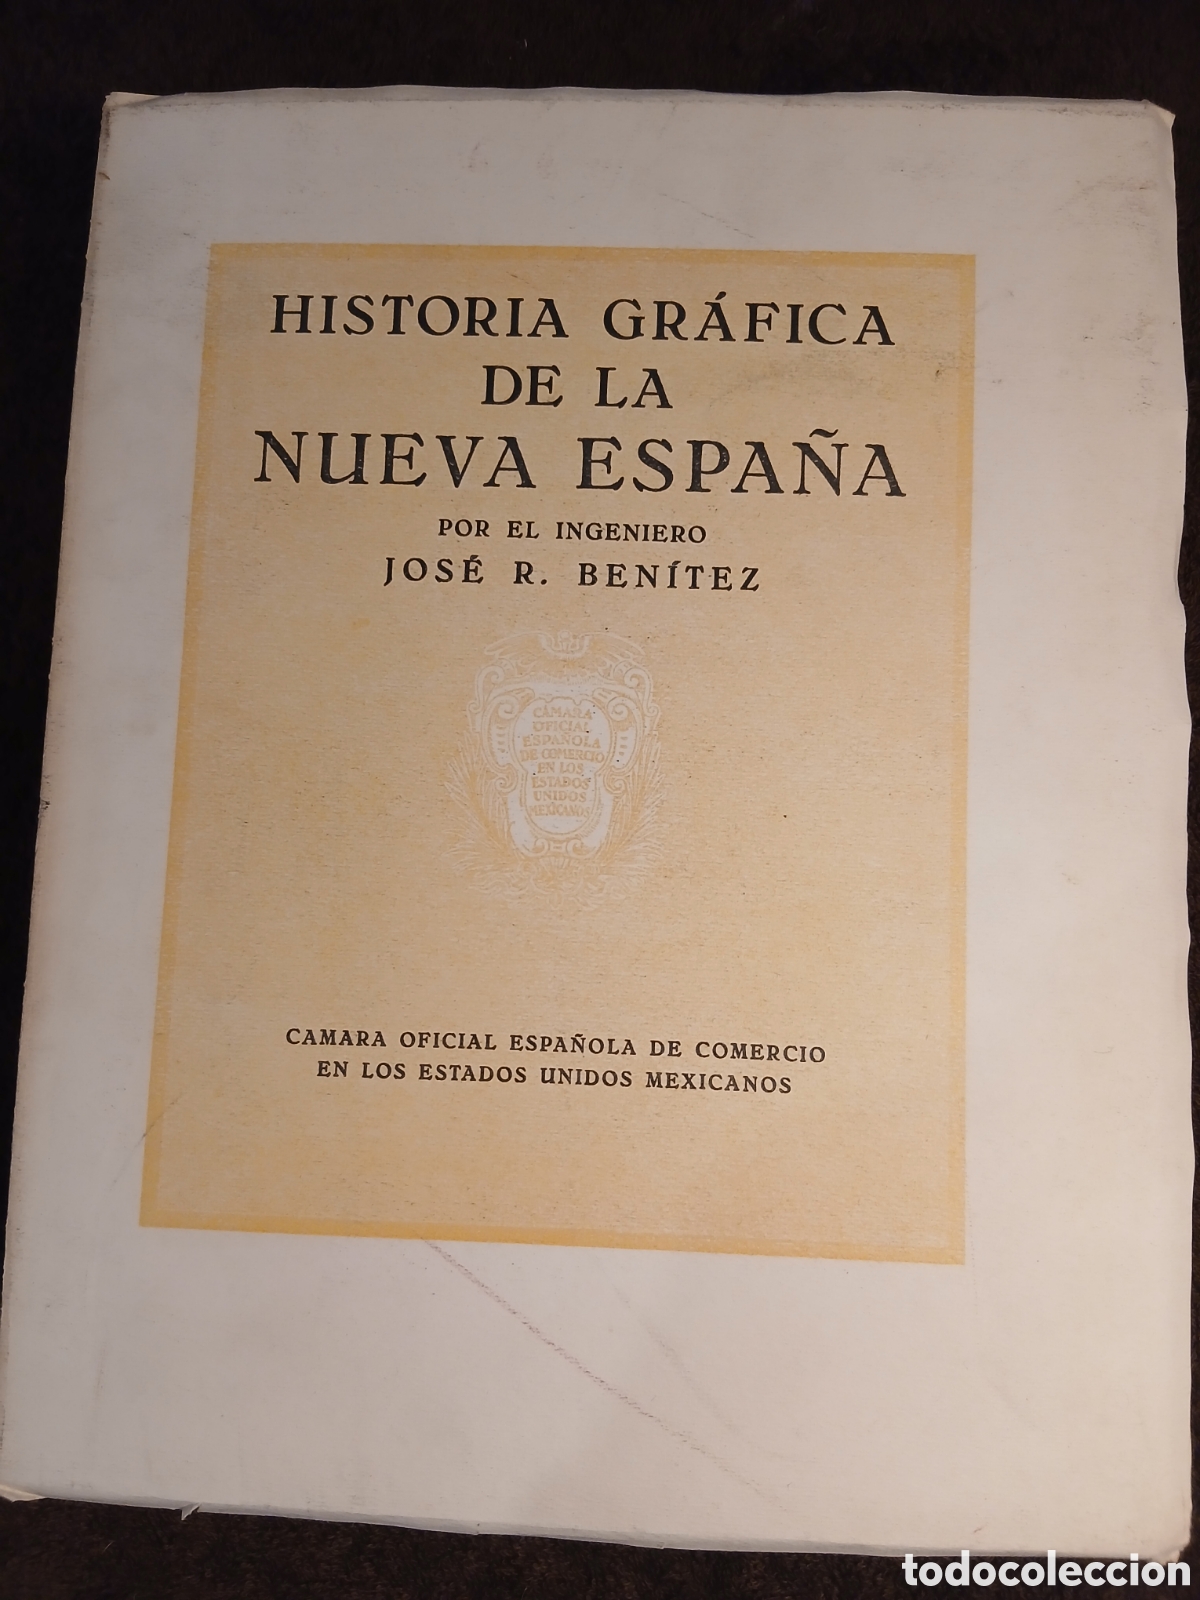 HISTORIA GRÁFICA
DE LA
NUEVA ESPAÑA
POR EL INGENIERO
JOSÉ R. BENÍTEZ
CÁMARA
OFICIAL
ESPAÑOLA
DE COMERCIO
EN LOS
ESTADOS
UNIDOS
MEXICANOS
CAMARA OFICIAL ESPAÑOLA DE COMERCIO
EN LOS ESTADOS UNIDOS MEXICANOS
todocoleccion